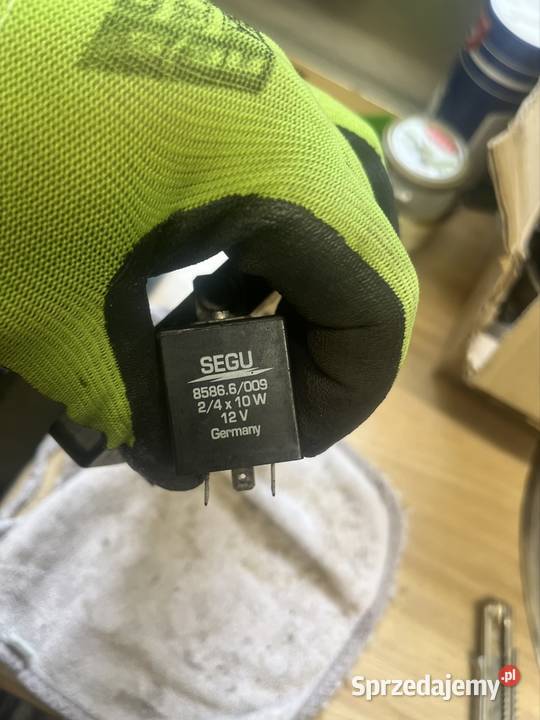 SEGU
8586.6/009
2/4 x 10 W
12 V
Germany
Sprzedajemy.pl